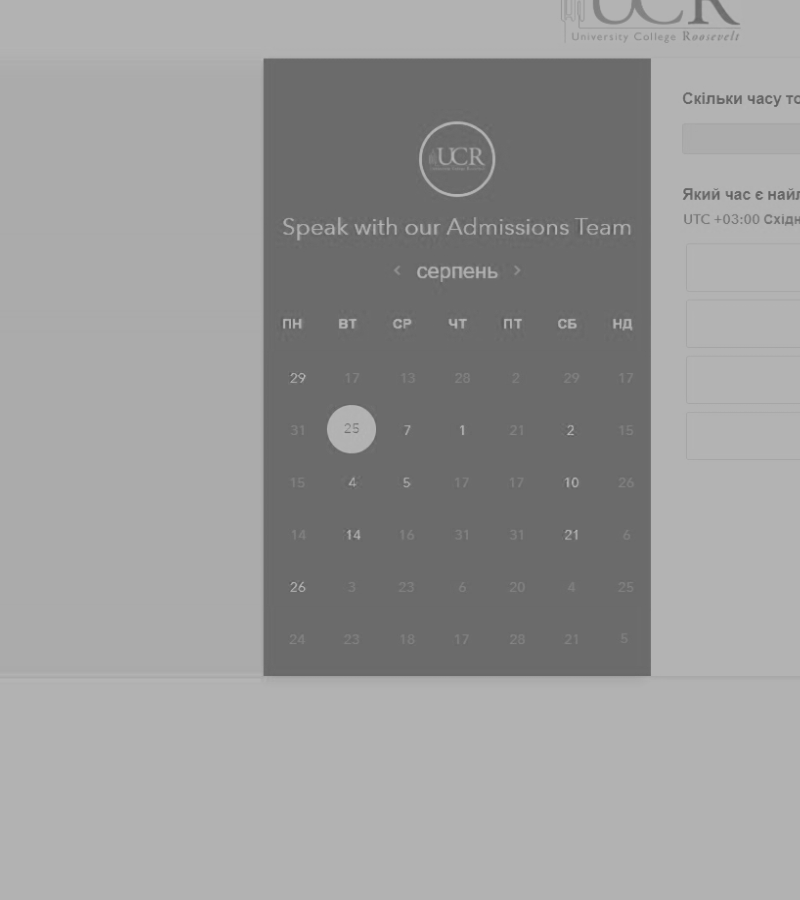 UCR
University College Roosevelt
UCR
Speak with our Admissions Team
‹ серпень ›
ПН ВТ СР ЧТ ПТ СБ НД
29 17 13 28 2 29 17
31 25 7 1 21 2 15
15 4 5 17 17 10 26
14 14 16 31 31 21 6
26 3 23 6 20 4 25
24 23 18 17 28 21 5
Скільки часу
Який час є
UTC +03:00